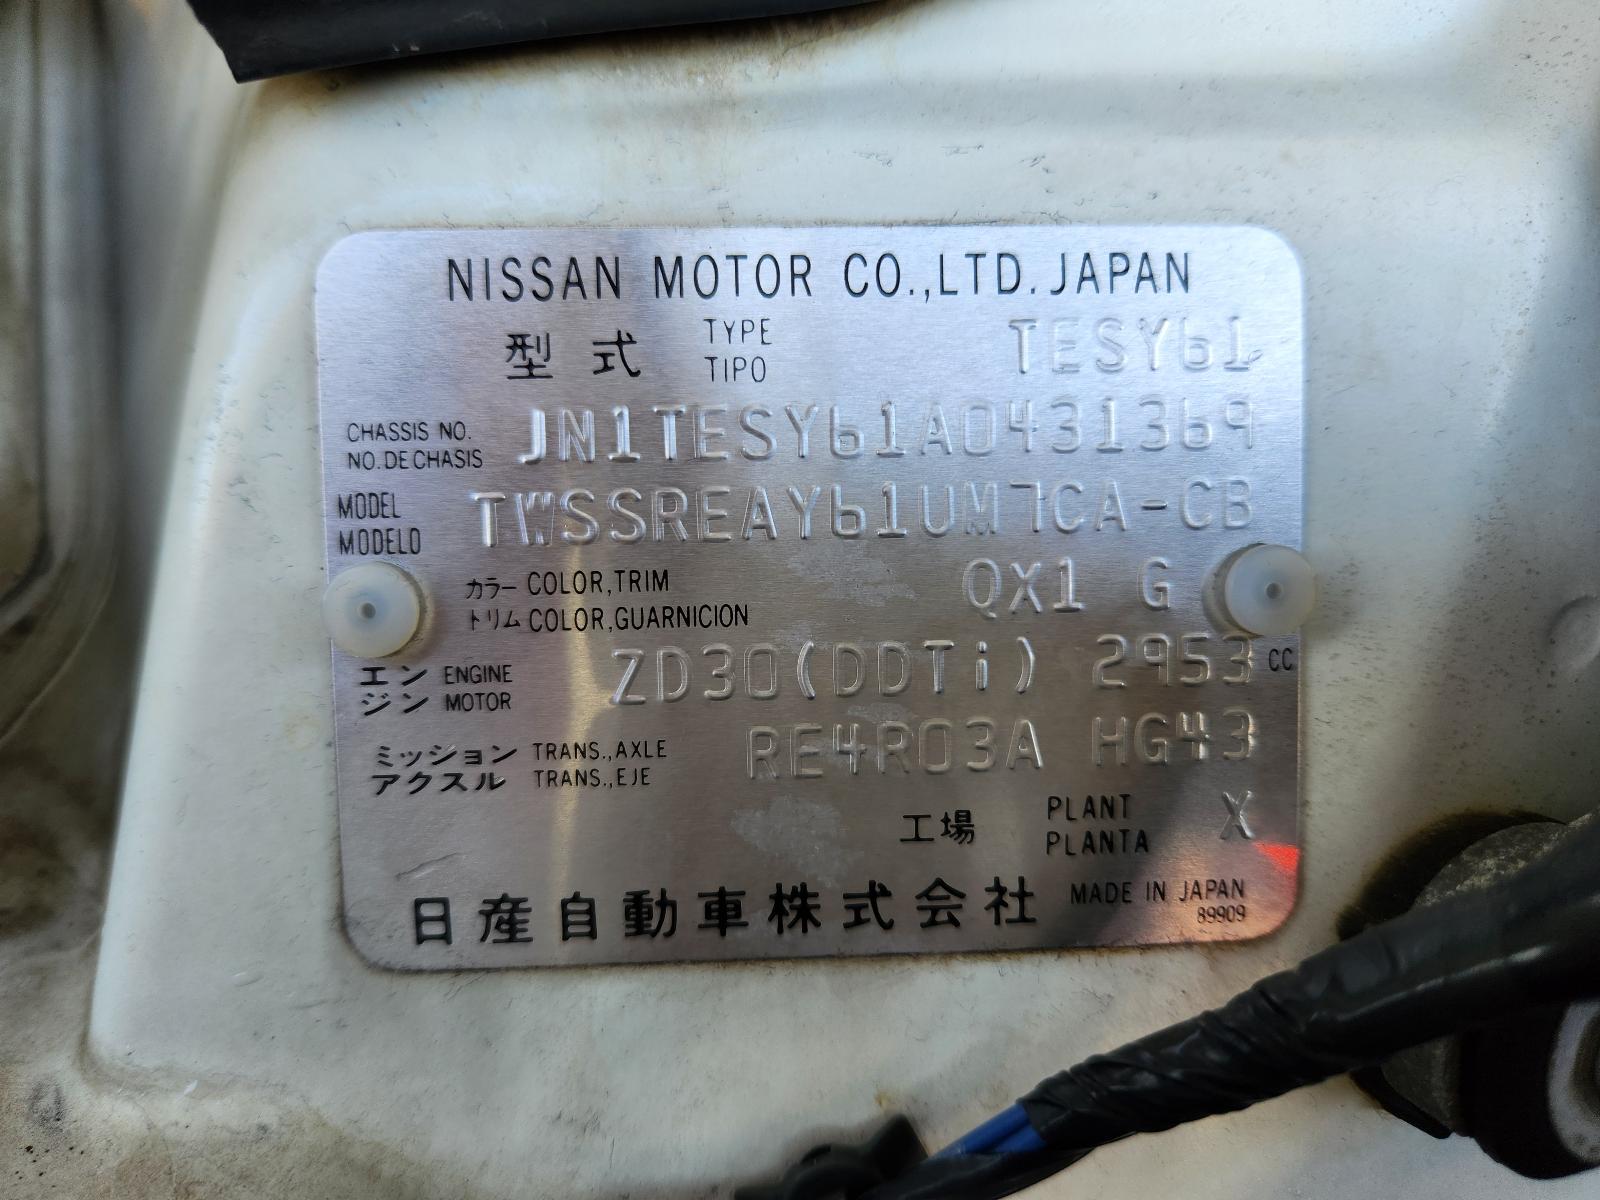 NISSAN MOTOR CO.,LTD. JAPAN
型式 TYPE TESY61
TIPO
CHASSIS NO. JN1TESY61A0431369
NO. DE CHASIS
MODEL TWSSREAY61UM7CA-CB
MODELO
カラー COLOR,TRIM QX1 G
トリム COLOR,GUARNICION
エン ENGINE ZD30(DDTi) 2953 CC
ジン MOTOR
ミッション TRANS.,AXLE RE4R03A HG43
アクスル TRANS.,EJE
工場 PLANT X
PLANTA
日産自動車株式会社 MADE IN JAPAN
89909